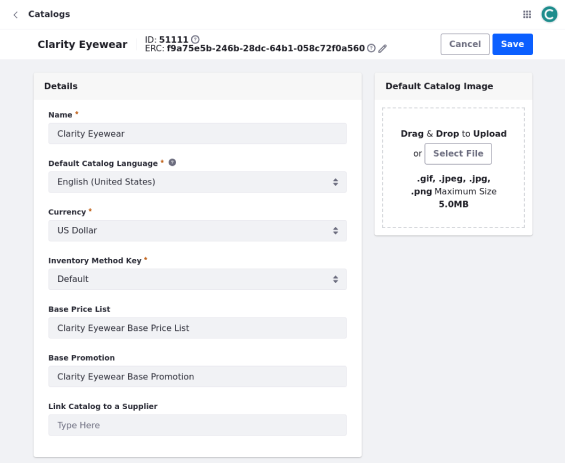 Catalogs
C
Clarity Eyewear
ID: 51111
ERC: f9a75e5b-246b-28dc-64b1-058c72f0a560
Cancel
Save
Details
Name *
Clarity Eyewear
Default Catalog Language *
English (United States)
Currency *
US Dollar
Inventory Method Key *
Default
Base Price List
Clarity Eyewear Base Price List
Base Promotion
Clarity Eyewear Base Promotion
Link Catalog to a Supplier
Type Here
Default Catalog Image
Drag & Drop to Upload
or Select File
.gif, .jpeg, .jpg,
.png Maximum Size
5.0MB